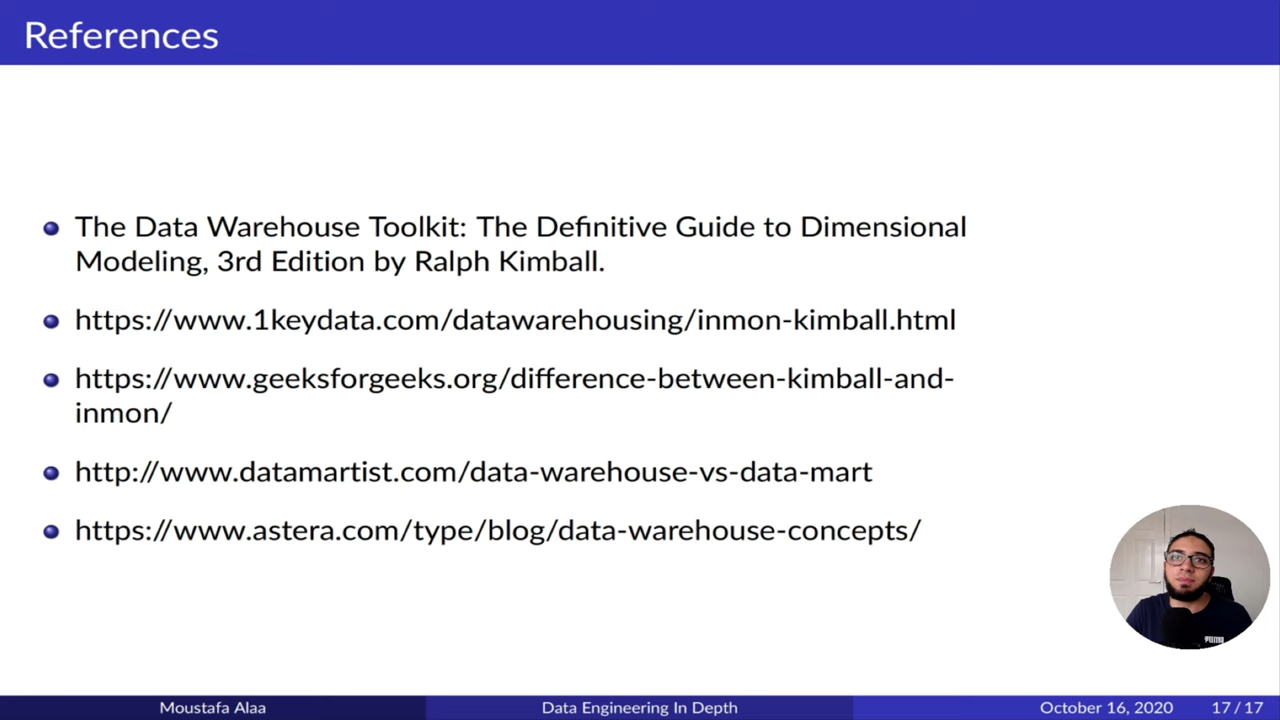 References
The Data Warehouse Toolkit: The Definitive Guide to Dimensional
Modeling, 3rd Edition by Ralph Kimball.
https://www.1keydata.com/datawarehousing/inmon-kimball.html
https://www.geeksforgeeks.org/difference-between-kimball-and-
inmon/
http://www.datamartist.com/data-warehouse-vs-data-mart
https://www.astera.com/type/blog/data-warehouse-concepts/
PUMA
Moustafa Alaa
Data Engineering In Depth
October 16, 2020
17 / 17